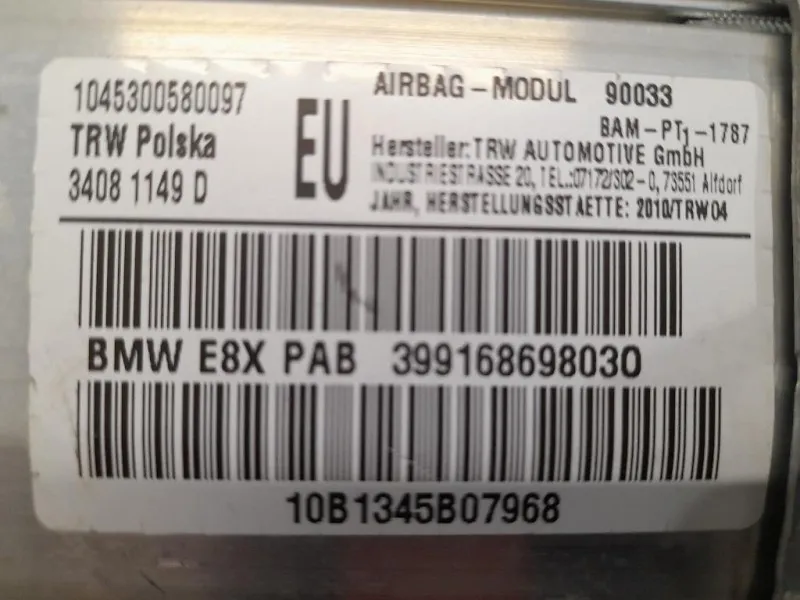 1045300580097
TRW Polska
3408 1149 D
EU
AIRBAG-MODUL 90033
BAM-PT1-1787
Hersteller: TRW AUTOMOTIVE GmbH
INDUSTRIESTRASSE 20, TEL.:07172/302-0, 73551 Alfdorf
JAHR, HERSTELLUNGSSTAETTE: 2010/TRW04
BMW E8X PAB 399168698030
10B1345B07968